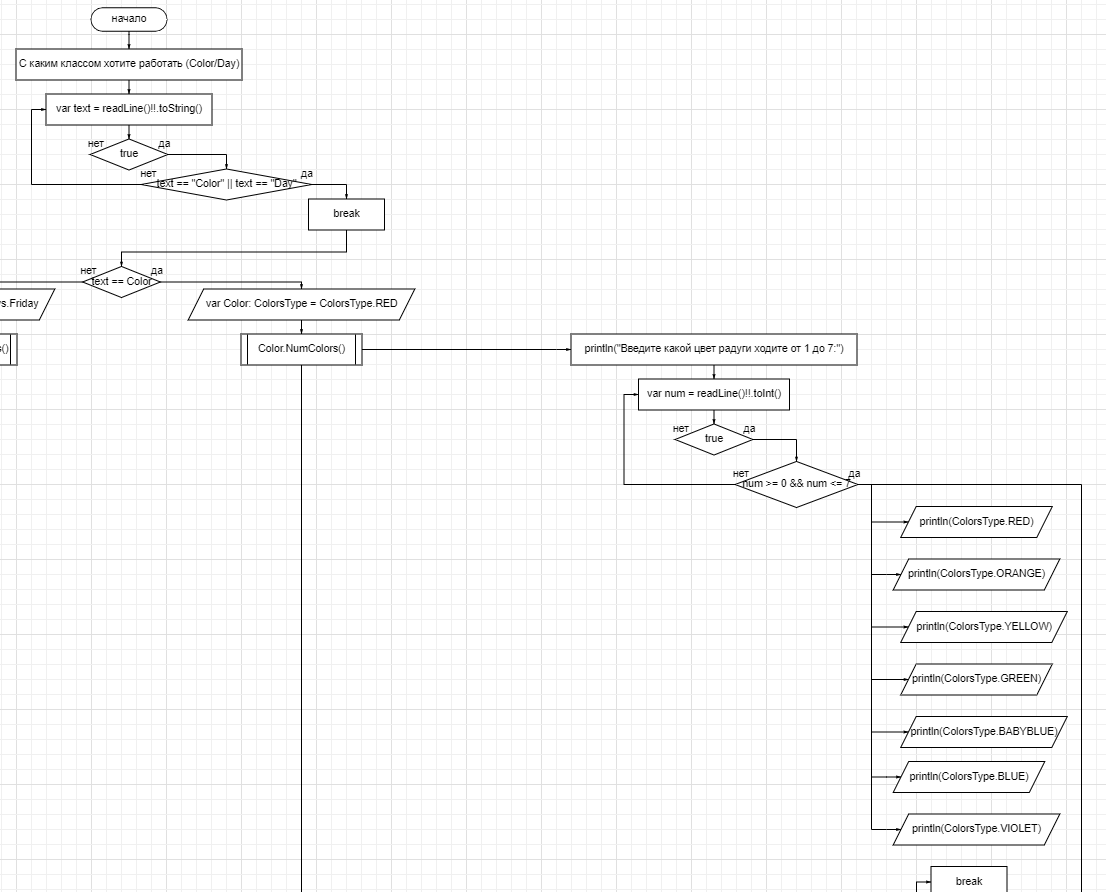 начало
С каким классом хотите работать (Color/Day)
var text = readLine()!!.toString()
нет
да
true
нет
да
text == "Color" || text == "Day"
break
нет
да
text == Color
s.Friday
var Color: ColorsType = ColorsType.RED
s()
Color.NumColors()
println("Введите какой цвет радуги ходите от 1 до 7:")
var num = readLine()!!.toInt()
нет
да
true
нет
да
num >= 0 && num <= 7
println(ColorsType.RED)
println(ColorsType.ORANGE)
println(ColorsType.YELLOW)
println(ColorsType.GREEN)
println(ColorsType.BABYBLUE)
println(ColorsType.BLUE)
println(ColorsType.VIOLET)
break